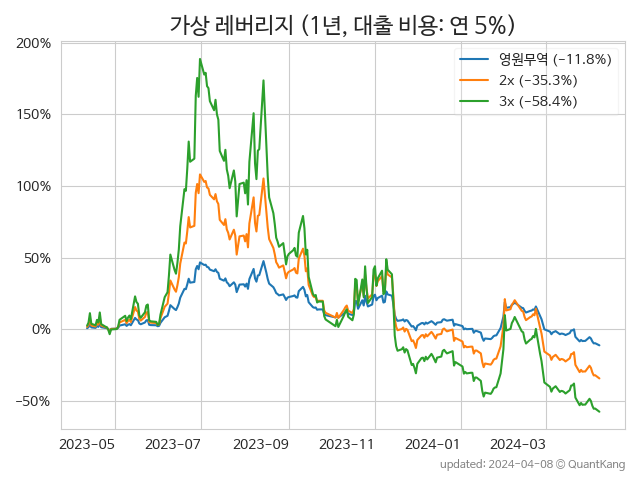 가상 레버리지 (1년, 대출 비용: 연 5%)
200%
150%
100%
50%
0%
−50%
영원무역 (-11.8%)
2x (-35.3%)
3x (-58.4%)
2023-05 2023-07 2023-09 2023-11 2024-01 2024-03
updated: 2024-04-08 © QuantKang